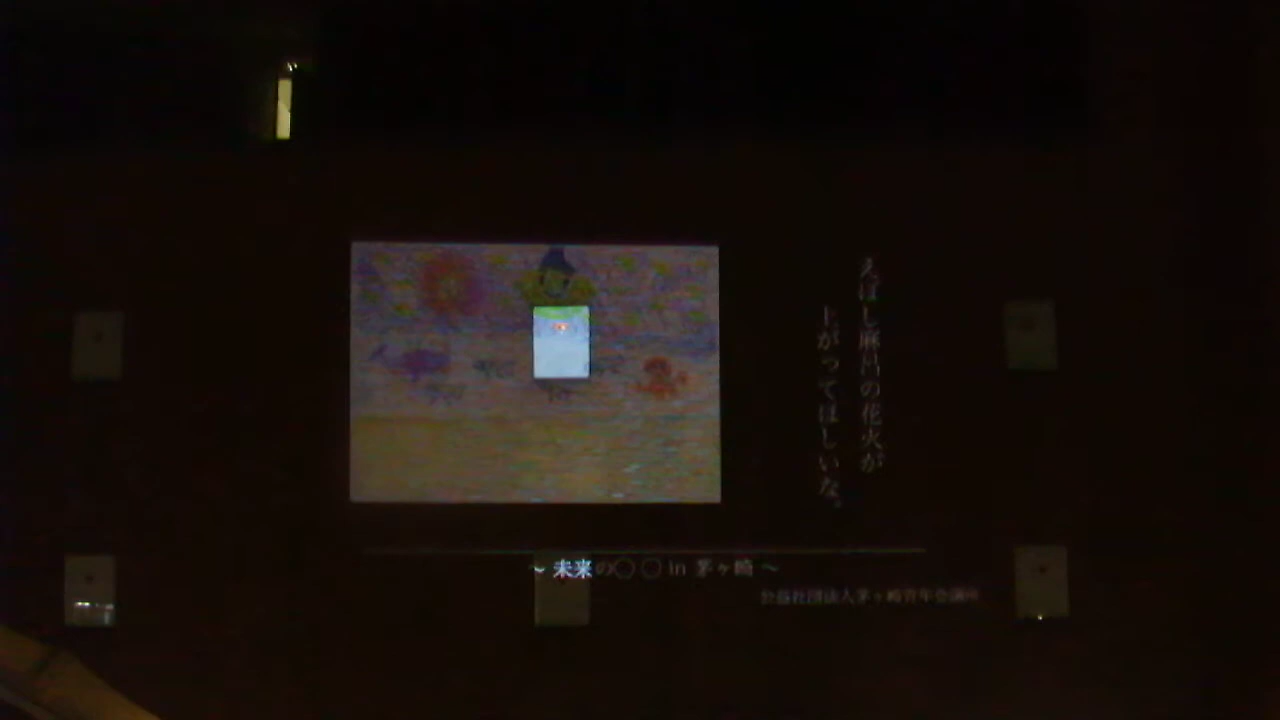 えぼし麻呂の花火が
上がってほしいな。
～ 未来の〇〇 in 茅ヶ崎 ～
公益社団法人茅ヶ崎青年会議所